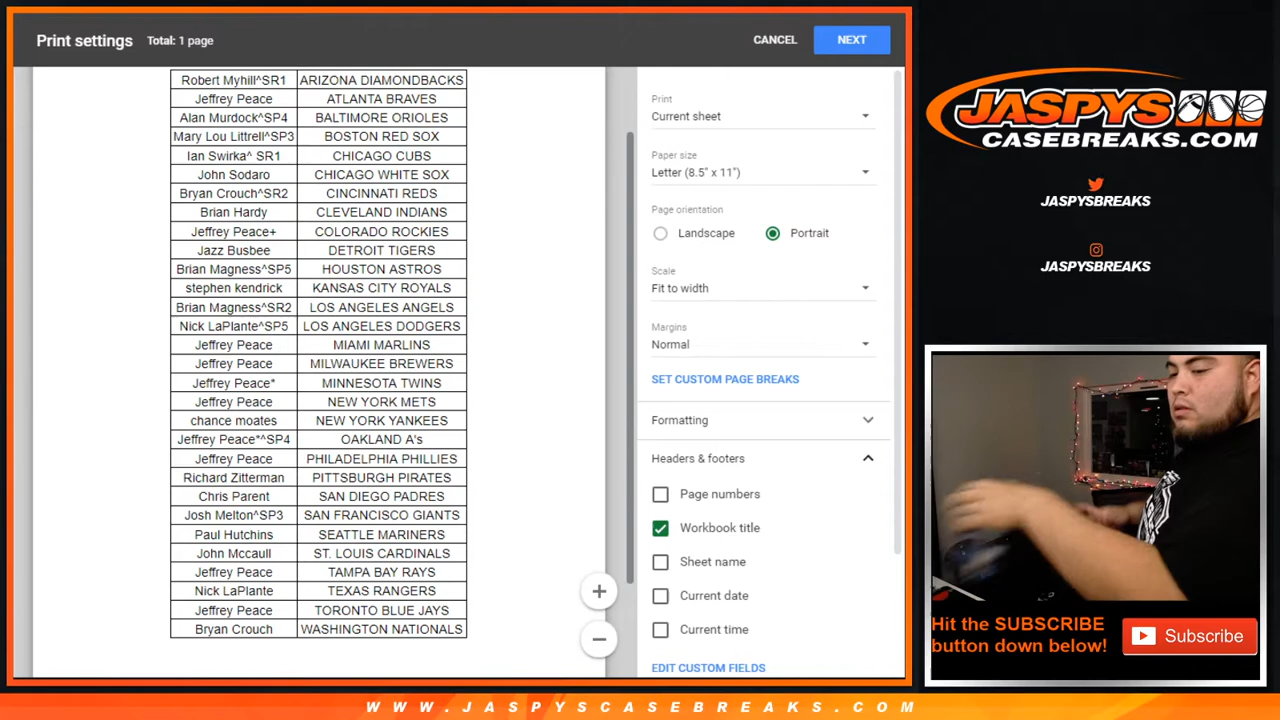 Print settings Total: 1 page CANCEL NEXT
Robert Myhill^SR1 ARIZONA DIAMONDBACKS
Jeffrey Peace ATLANTA BRAVES
Alan Murdock^SP4 BALTIMORE ORIOLES
Mary Lou Littrell^SP3 BOSTON RED SOX
Ian Swirka^ SR1 CHICAGO CUBS
John Sodaro CHICAGO WHITE SOX
Bryan Crouch^SR2 CINCINNATI REDS
Brian Hardy CLEVELAND INDIANS
Jeffrey Peace+ COLORADO ROCKIES
Jazz Busbee DETROIT TIGERS
Brian Magness^SP5 HOUSTON ASTROS
stephen kendrick KANSAS CITY ROYALS
Brian Magness^SR2 LOS ANGELES ANGELS
Nick LaPlante^SP5 LOS ANGELES DODGERS
Jeffrey Peace MIAMI MARLINS
Jeffrey Peace MILWAUKEE BREWERS
Jeffrey Peace* MINNESOTA TWINS
Jeffrey Peace NEW YORK METS
chance moates NEW YORK YANKEES
Jeffrey Peace*^SP4 OAKLAND A's
Jeffrey Peace PHILADELPHIA PHILLIES
Richard Zitterman PITTSBURGH PIRATES
Chris Parent SAN DIEGO PADRES
Josh Melton^SP3 SAN FRANCISCO GIANTS
Paul Hutchins SEATTLE MARINERS
John Mccaull ST. LOUIS CARDINALS
Jeffrey Peace TAMPA BAY RAYS
Nick LaPlante TEXAS RANGERS
Jeffrey Peace TORONTO BLUE JAYS
Bryan Crouch WASHINGTON NATIONALS
Print
Current sheet
Paper size
Letter (8.5" x 11")
Page orientation
Landscape Portrait
Scale
Fit to width
Margins
Normal
SET CUSTOM PAGE BREAKS
Formatting
Headers & footers
Page numbers
Workbook title
Sheet name
Current date
Current time
EDIT CUSTOM FIELDS
JASPYS
CASEBREAKS.COM
JASPYSBREAKS
JASPYSBREAKS
Hit the SUBSCRIBE
button down below!
Subscribe
WWW.JASPYSCASEBREAKS.COM